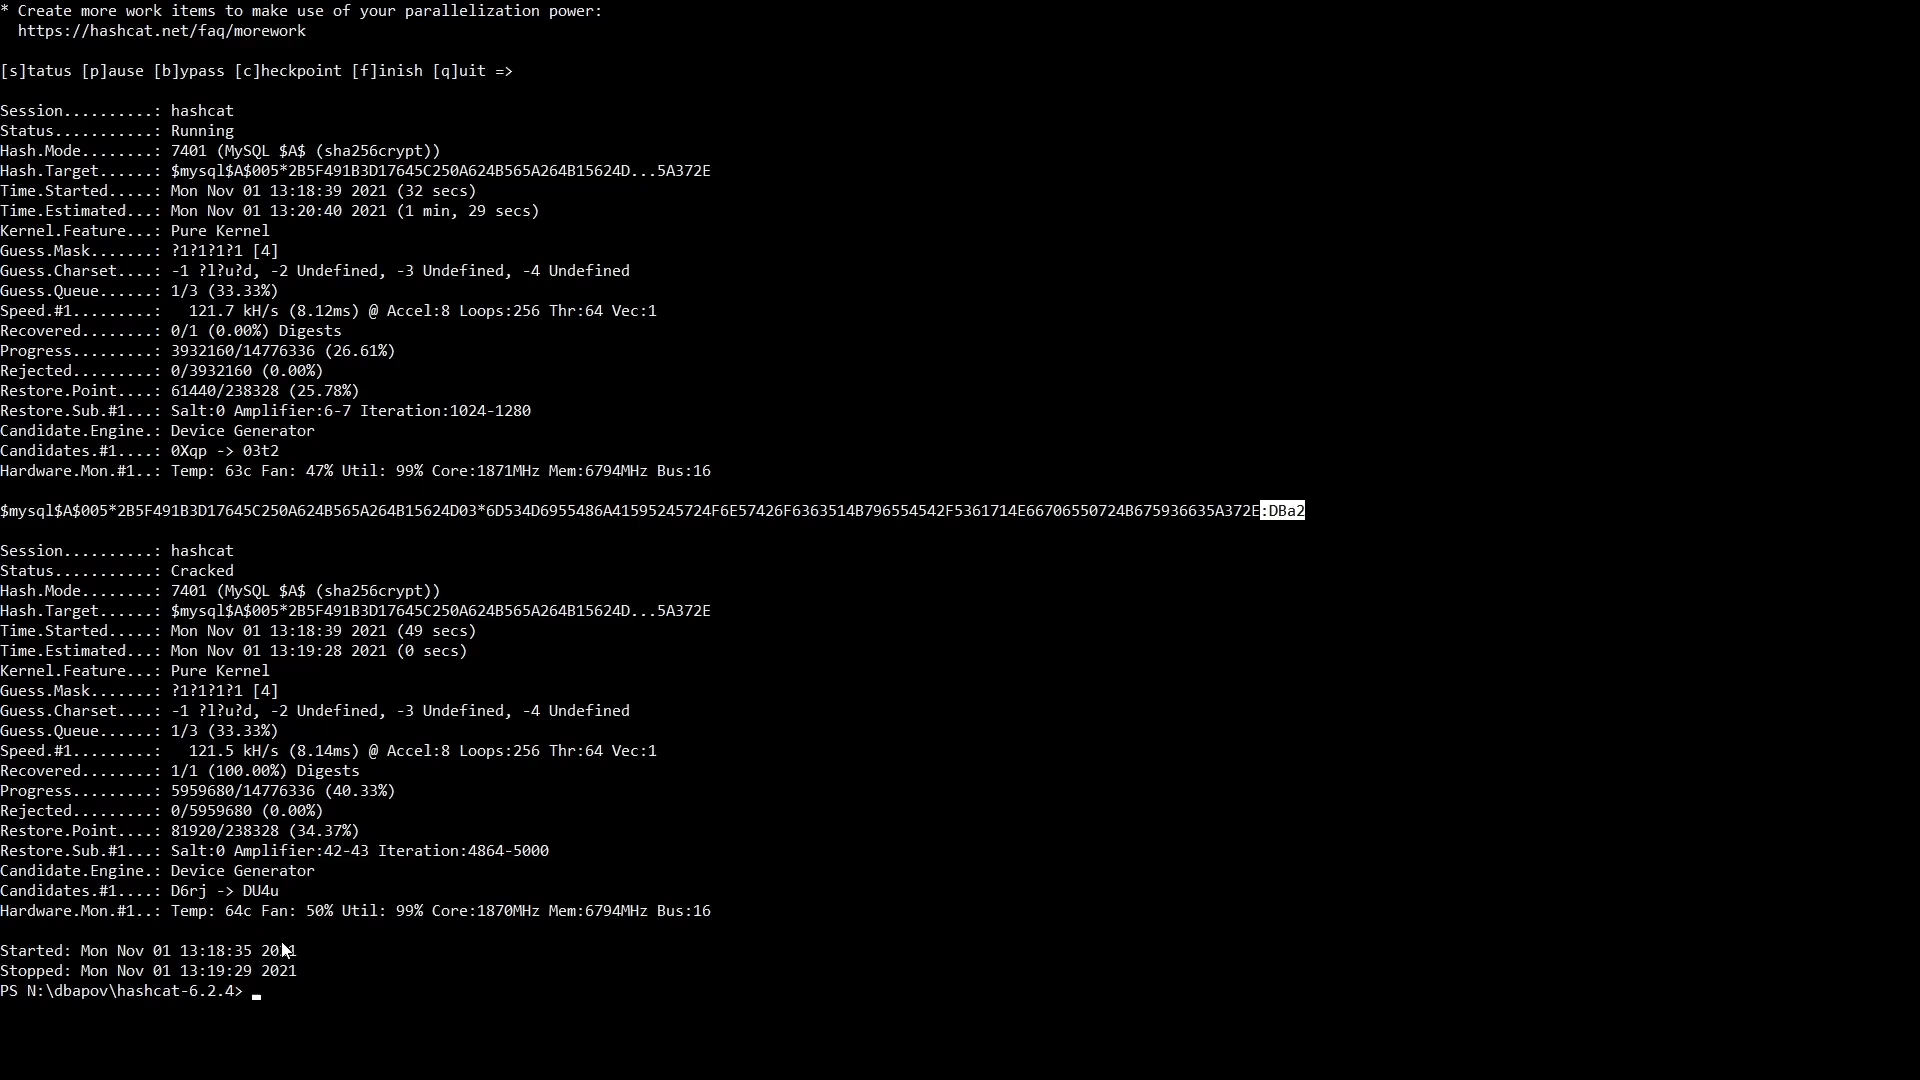 * Create more work items to make use of your parallelization power:
  https://hashcat.net/faq/morework
[s]tatus [p]ause [b]ypass [c]heckpoint [f]inish [q]uit =>
Session..........: hashcat
Status...........: Running
Hash.Mode........: 7401 (MySQL $A$ (sha256crypt))
Hash.Target......: $mysql$A$005*2B5F491B3D17645C250A624B565A264B15624D...5A372E
Time.Started.....: Mon Nov 01 13:18:39 2021 (32 secs)
Time.Estimated...: Mon Nov 01 13:20:40 2021 (1 min, 29 secs)
Kernel.Feature...: Pure Kernel
Guess.Mask.......: ?1?1?1?1 [4]
Guess.Charset....: -1 ?l?u?d, -2 Undefined, -3 Undefined, -4 Undefined
Guess.Queue......: 1/3 (33.33%)
Speed.#1.........:   121.7 kH/s (8.12ms) @ Accel:8 Loops:256 Thr:64 Vec:1
Recovered........: 0/1 (0.00%) Digests
Progress.........: 3932160/14776336 (26.61%)
Rejected.........: 0/3932160 (0.00%)
Restore.Point....: 61440/238328 (25.78%)
Restore.Sub.#1...: Salt:0 Amplifier:6-7 Iteration:1024-1280
Candidate.Engine.: Device Generator
Candidates.#1....: 0Xqp -> 03t2
Hardware.Mon.#1..: Temp: 63c Fan: 47% Util: 99% Core:1871MHz Mem:6794MHz Bus:16
$mysql$A$005*2B5F491B3D17645C250A624B565A264B15624D03*6D534D6955486A41595245724F6E57426F6363514B796554542F5361714E66706550724B675936635A372E:DBa2
Session..........: hashcat
Status...........: Cracked
Hash.Mode........: 7401 (MySQL $A$ (sha256crypt))
Hash.Target......: $mysql$A$005*2B5F491B3D17645C250A624B565A264B15624D...5A372E
Time.Started.....: Mon Nov 01 13:18:39 2021 (49 secs)
Time.Estimated...: Mon Nov 01 13:19:28 2021 (0 secs)
Kernel.Feature...: Pure Kernel
Guess.Mask.......: ?1?1?1?1 [4]
Guess.Charset....: -1 ?l?u?d, -2 Undefined, -3 Undefined, -4 Undefined
Guess.Queue......: 1/3 (33.33%)
Speed.#1.........:   121.5 kH/s (8.14ms) @ Accel:8 Loops:256 Thr:64 Vec:1
Recovered........: 1/1 (100.00%) Digests
Progress.........: 5959680/14776336 (40.33%)
Rejected.........: 0/5959680 (0.00%)
Restore.Point....: 81920/238328 (34.37%)
Restore.Sub.#1...: Salt:0 Amplifier:42-43 Iteration:4864-5000
Candidate.Engine.: Device Generator
Candidates.#1....: D6rj -> DU4u
Hardware.Mon.#1..: Temp: 64c Fan: 50% Util: 99% Core:1870MHz Mem:6794MHz Bus:16
Started: Mon Nov 01 13:18:35 2021
Stopped: Mon Nov 01 13:19:29 2021
PS N:\dbapov\hashcat-6.2.4>